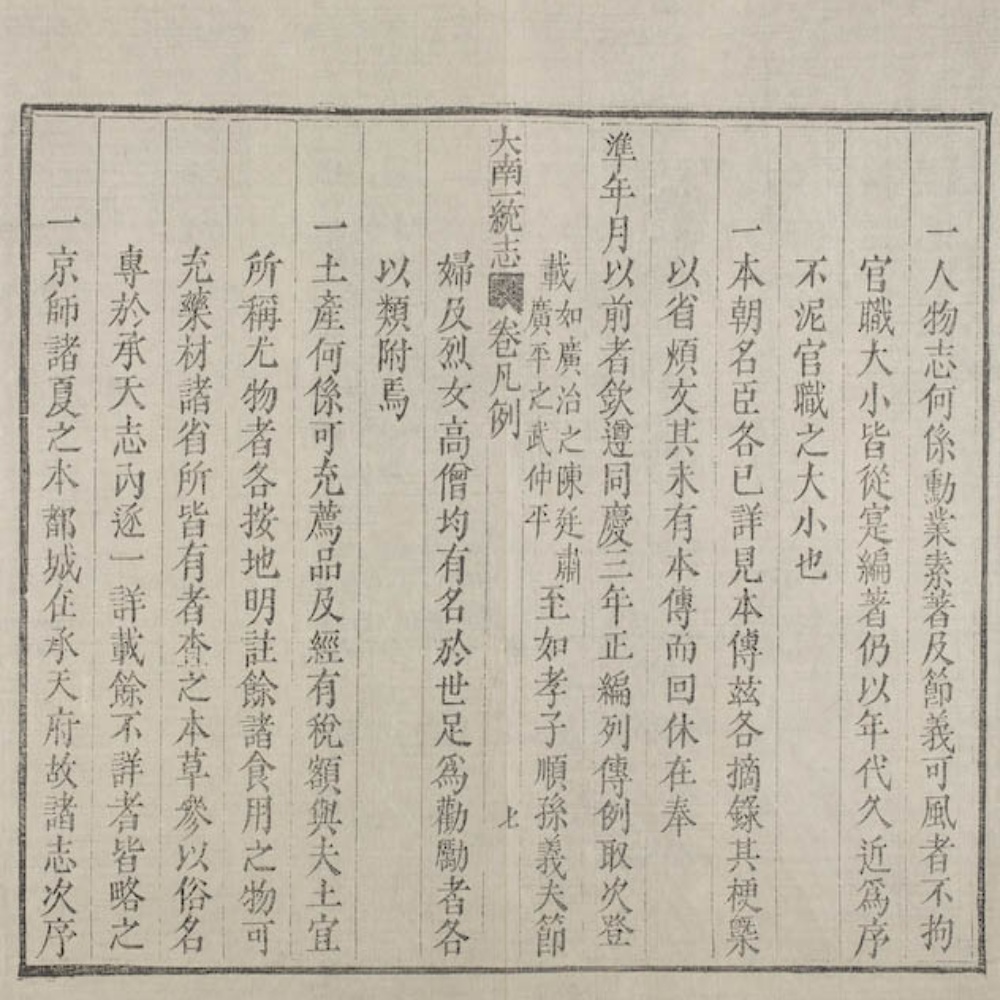 一人物志何係勳業素著及節義可風者不拘
官職大小皆從寔編著仍以年代久近爲序
不泥官職之大小也
一本朝名臣各已詳見本傳茲各摘錄其梗槩
以省煩文其未有本傳而回休在奉
準年月以前者欽遵同慶三年正編列傳例取次登
載如廣治之陳廷肅廣平之武仲平至如孝子順孫義夫節
大南一統志 卷凡例 七
婦及烈女高僧均有名於世足爲勸勵者各
以類附焉
一土產何係可充薦品及經有稅額與夫土宜
所稱尤物者各按地明註餘諸食用之物可
充藥材諸省所皆有者查之本草參以俗名
專於承天志內逐一詳載餘不詳者皆略之
一京師諸夏之本都城在承天府故諸志次序